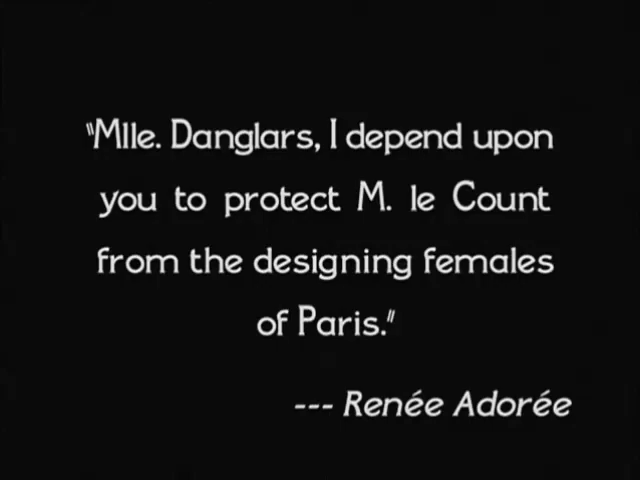 "Mlle. Danglars, I depend upon
you to protect M. le Count
from the designing females
of Paris."
--- Renée Adorée